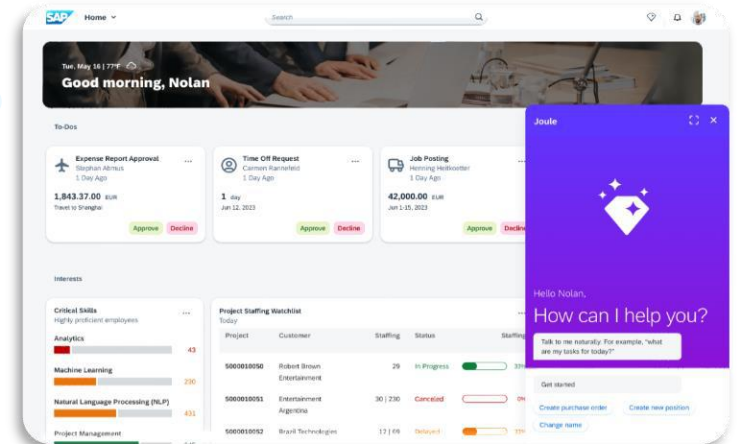 SAP Home
Search
Tue, May 16 | 77°F
Good morning, Nolan
To-Dos
Expense Report Approval
Stephan Abmus
1 Day Ago
1,843.37.00 EUR
Travel to Shanghai
Approve Decline
Time Off Request
Carmen
1 Day Ago
1 day
Jun 12, 2023
Approve Decline
Job Posting
Henning Heitkoetter
1 Day Ago
42,000.00 EUR
Jun 1-15, 2023
Approve Decline
Interests
Critical Skills
Highly proficient employees
Analytics
43
Machine Learning
230
Natural Language Processing (NLP)
Project Management
Project Staffing Watchlist
Today
Project Customer Staffing Status Staffing
5000010050 Robert Brown Entertainment 29 In Progress 33%
5000010051 Entertainment Argentina 30 | 230 Canceled 0%
5000010052 Brazil Technologies Delayed
Joule
Hello Nolan,
How can I help you?
Talk to me naturally. For example, "what
are my tasks for today?"
Get started
Create purchase order Create new position
Change name